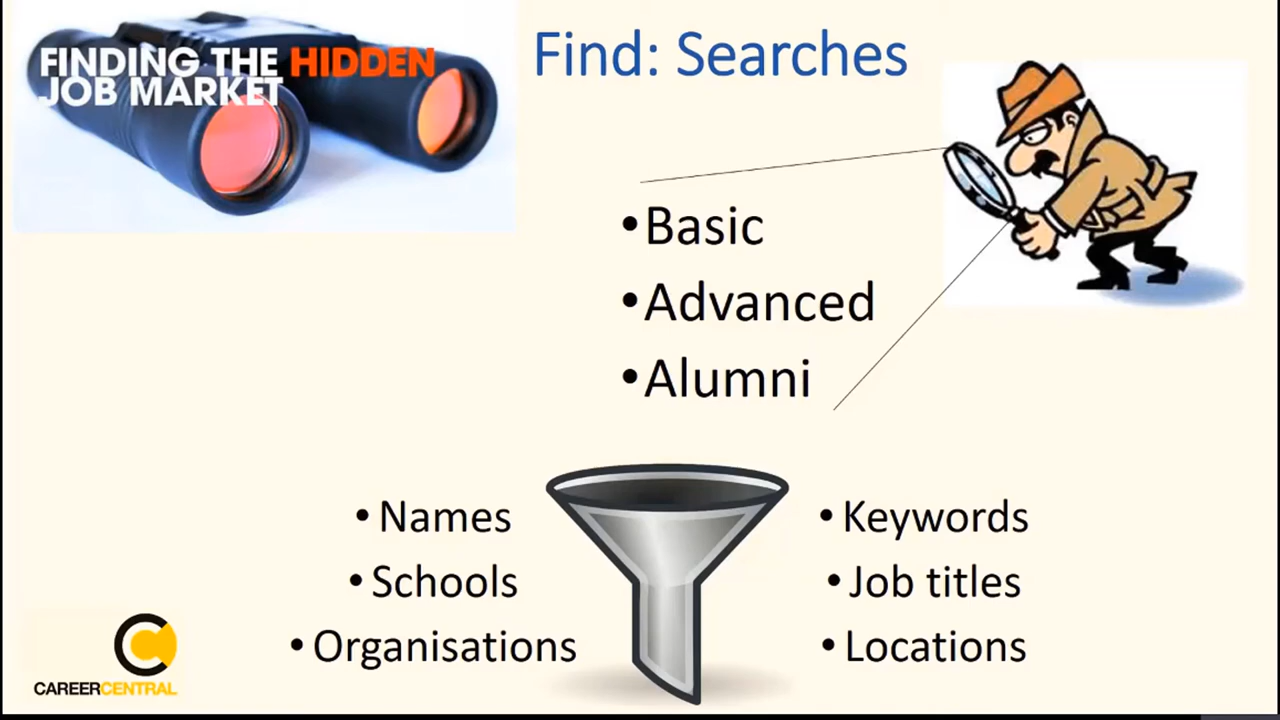 FINDING THE HIDDEN
JOB MARKET
Find: Searches
•Basic
•Advanced
•Alumni
• Names
• Schools
• Organisations
• Keywords
• Job titles
• Locations
CAREERCENTRAL